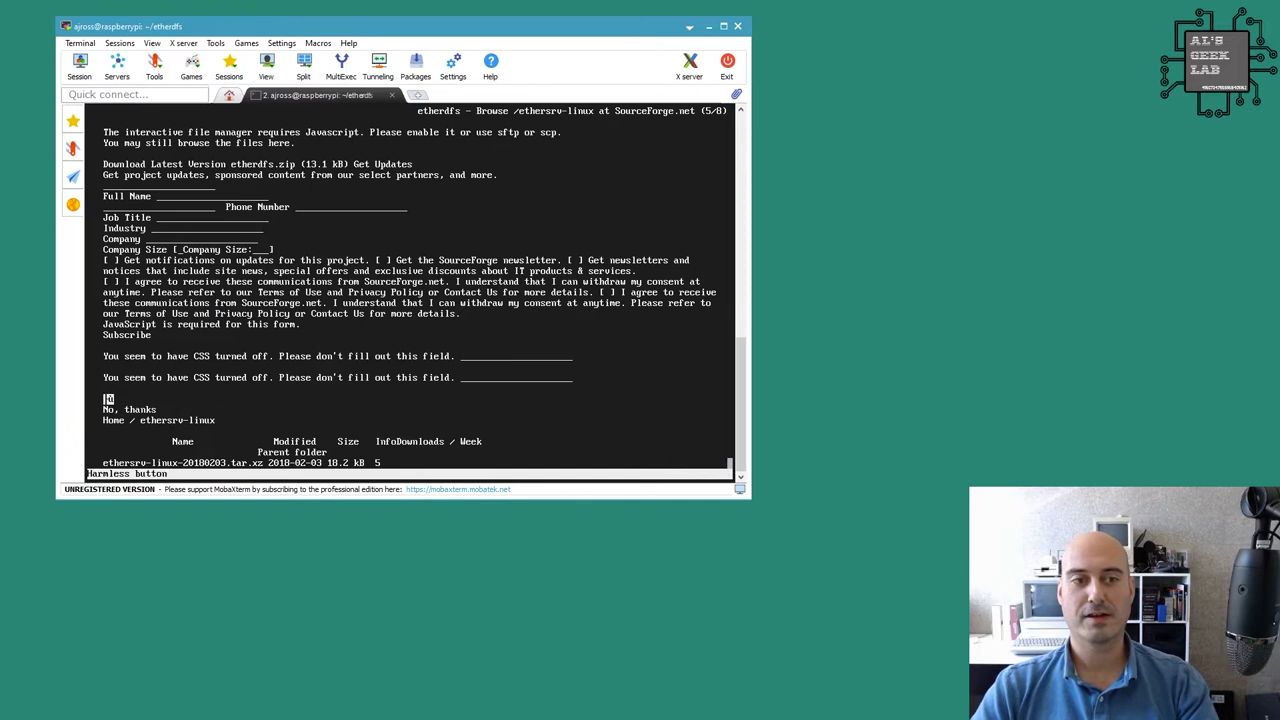 ajross@raspberrypi: ~/etherdfs
Terminal Sessions View X server Tools Games Settings Macros Help
Session Servers Tools Games Sessions View Split MultiExec Tunneling Packages Settings Help X server Exit
Quick connect... 2. ajross@raspberrypi: ~/etherdfs
etherdfs – Browse /ethersrv-linux at SourceForge.net (5/8)
The interactive file manager requires Javascript. Please enable it or use sftp or scp.
You may still browse the files here.
Download Latest Version etherdfs.zip (13.1 kB) Get Updates
Get project updates, sponsored content from our select partners, and more.
Full Name
Phone Number
Job Title
Industry
Company
Company Size [_Company Size:___]
[ ] Get notifications on updates for this project. [ ] Get the SourceForge newsletter. [ ] Get newsletters and
notices that include site news, special offers and exclusive discounts about IT products & services.
[ ] I agree to receive these communications from SourceForge.net. I understand that I can withdraw my consent at
anytime. Please refer to our Terms of Use and Privacy Policy or Contact Us for more details. [ ] I agree to receive
these communications from SourceForge.net. I understand that I can withdraw my consent at anytime. Please refer to
our Terms of Use and Privacy Policy or Contact Us for more details.
JavaScript is required for this form.
Subscribe
You seem to have CSS turned off. Please don't fill out this field.
You seem to have CSS turned off. Please don't fill out this field.
No, thanks
Home / ethersrv-linux
Name Modified Size InfoDownloads / Week
Parent folder
ethersrv-linux-20180203.tar.xz 2018-02-03 18.2 kB 5
Harmless button
UNREGISTERED VERSION - Please support MobaXterm by subscribing to the professional edition here: https://mobaxterm.mobatek.net
AL'S
GEEK
LAB